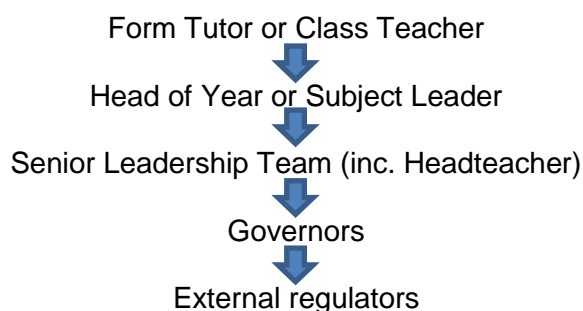 Form Tutor or Class Teacher
Head of Year or Subject Leader
Senior Leadership Team (inc. Headteacher)
Governors
External regulators